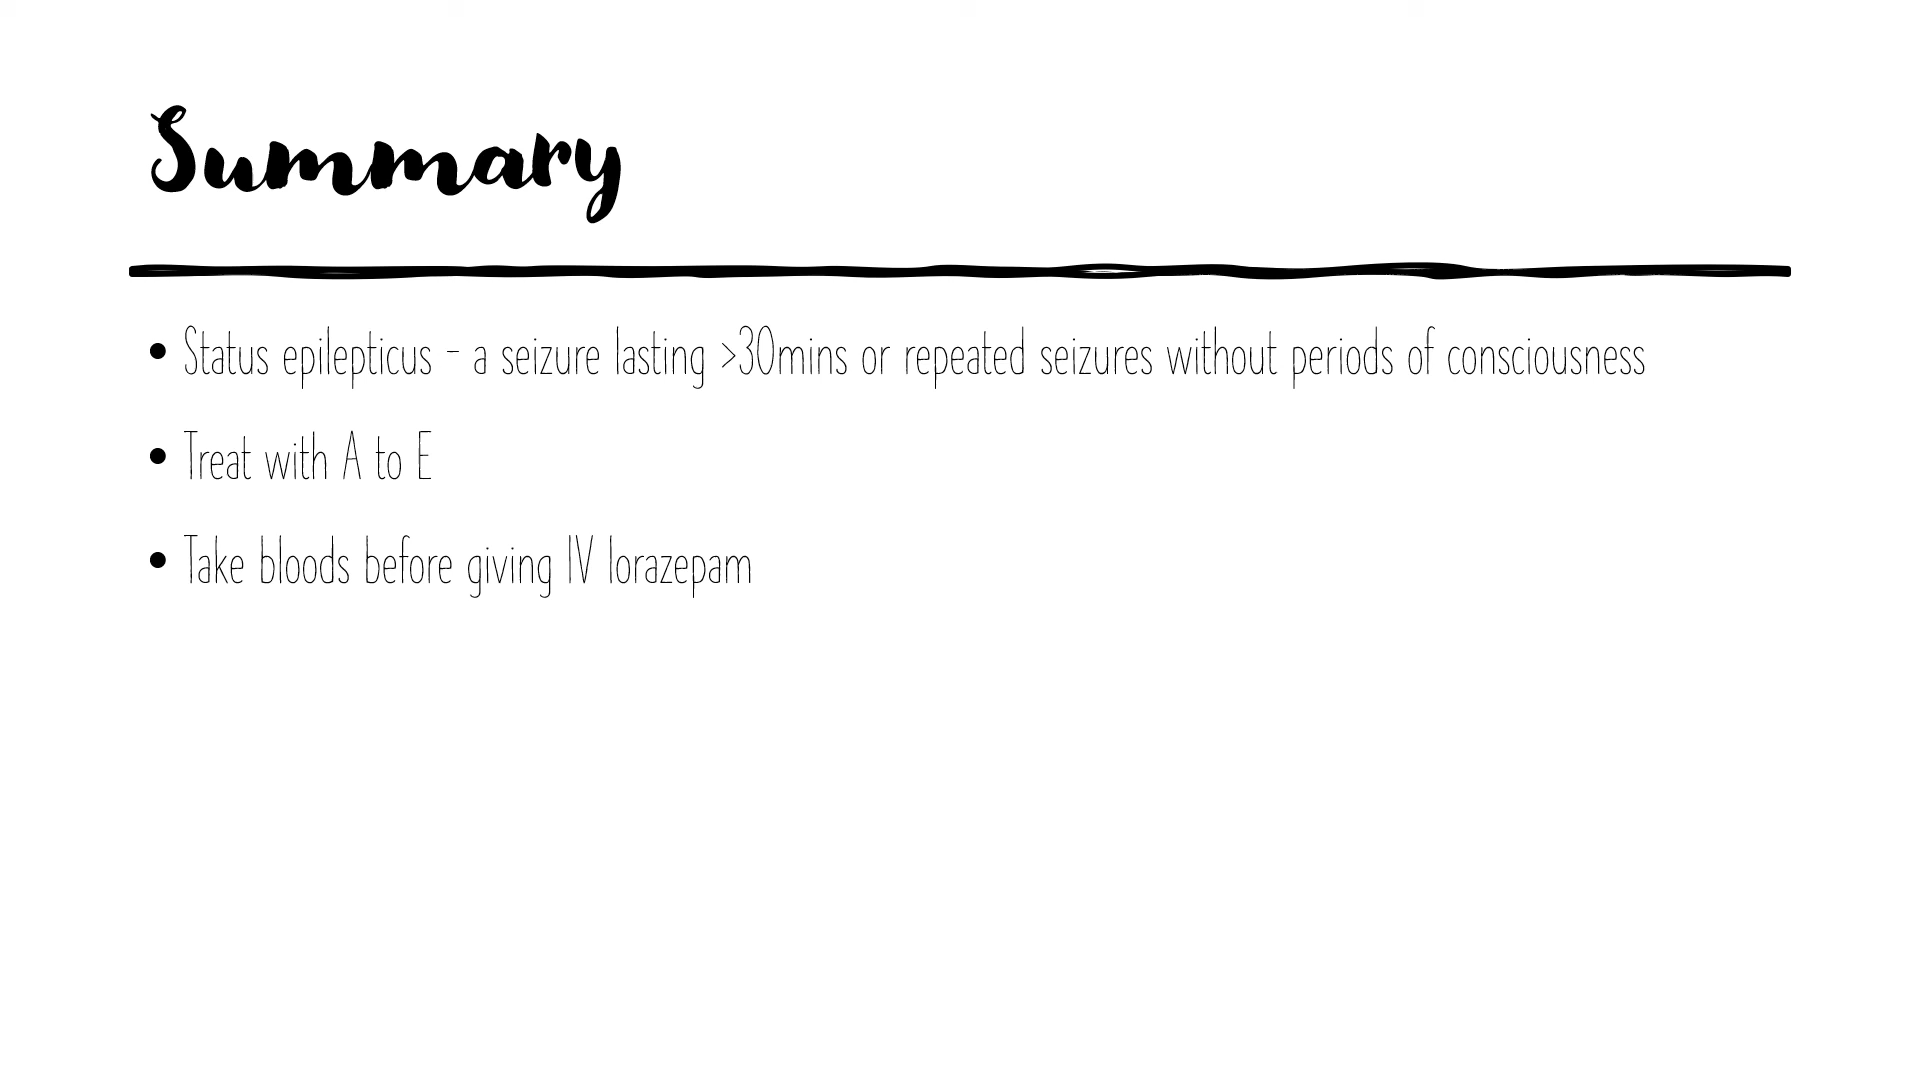 Summary
• Status epilepticus - a seizure lasting >30mins or repeated seizures without periods of consciousness
• Treat with A to E
• Take bloods before giving IV lorazepam